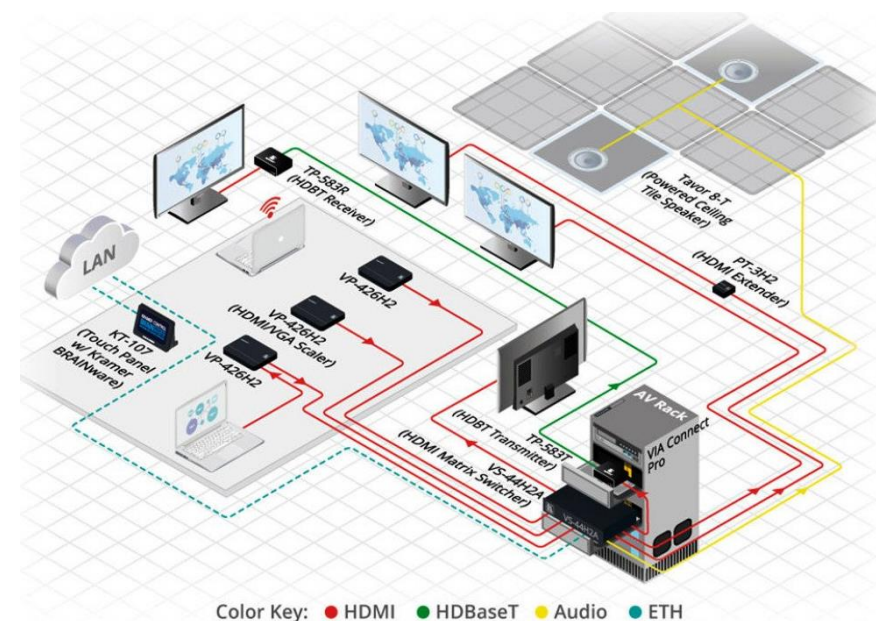 TP-583R
(HDBT Receiver)
Tavor 8-T
(Powered Ceiling
Tile Speaker)
PT-3H2
(HDMI Extender)
LAN
VP-426H2
VP-426H2
(HDMI/VGA Scaler)
VP-426H2
KT-107
(Touch Panel
w/ Kramer
BRAINware)
TP-583T
(HDBT Transmitter)
VS-44H2A
(HDMI Matrix Switcher)
AV Rack
VIA Connect
Pro
VS-44H2A
Color Key: HDMI HDBaseT Audio ETH